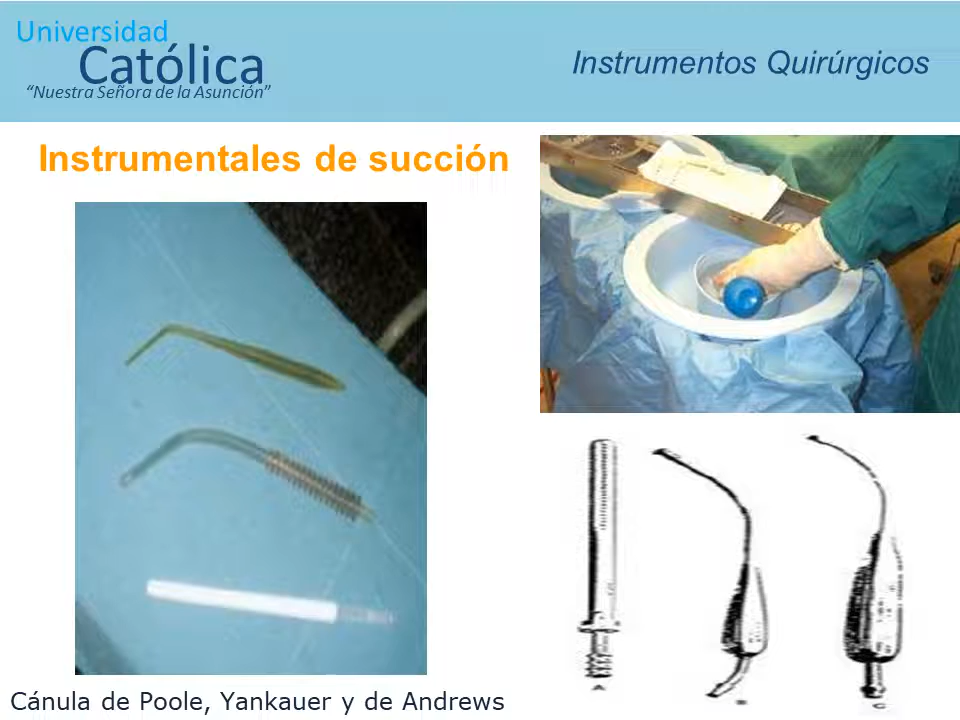 Universidad
Católica
“Nuestra Señora de la Asunción”
Instrumentos Quirúrgicos
Instrumentales de succión
A
B
C
Cánula de Poole, Yankauer y de Andrews